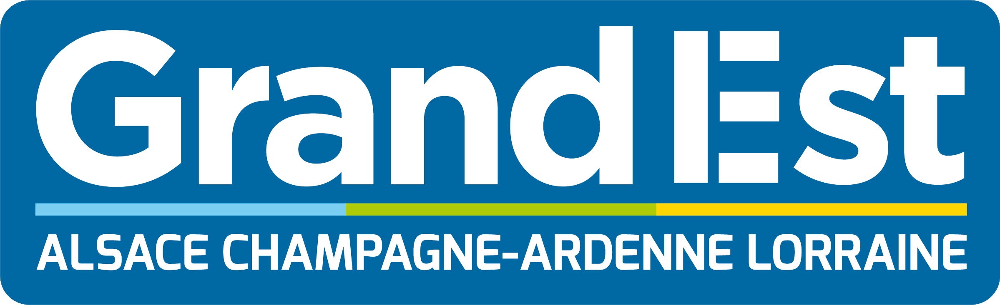 Grand Est
ALSACE CHAMPAGNE-ARDENNE LORRAINE